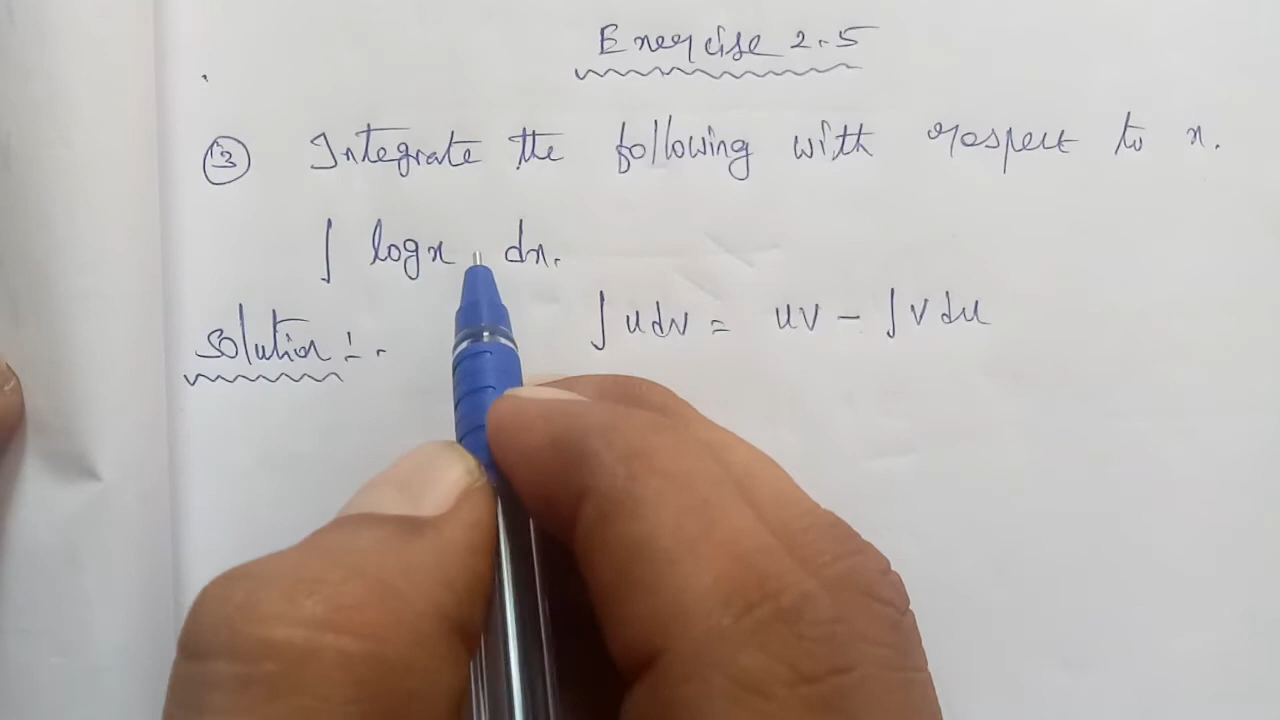 Exercise 2.5
③ Integrate the following with respect to x.
∫ log x dx.
Solution:-
∫ u dv = uv - ∫ v du